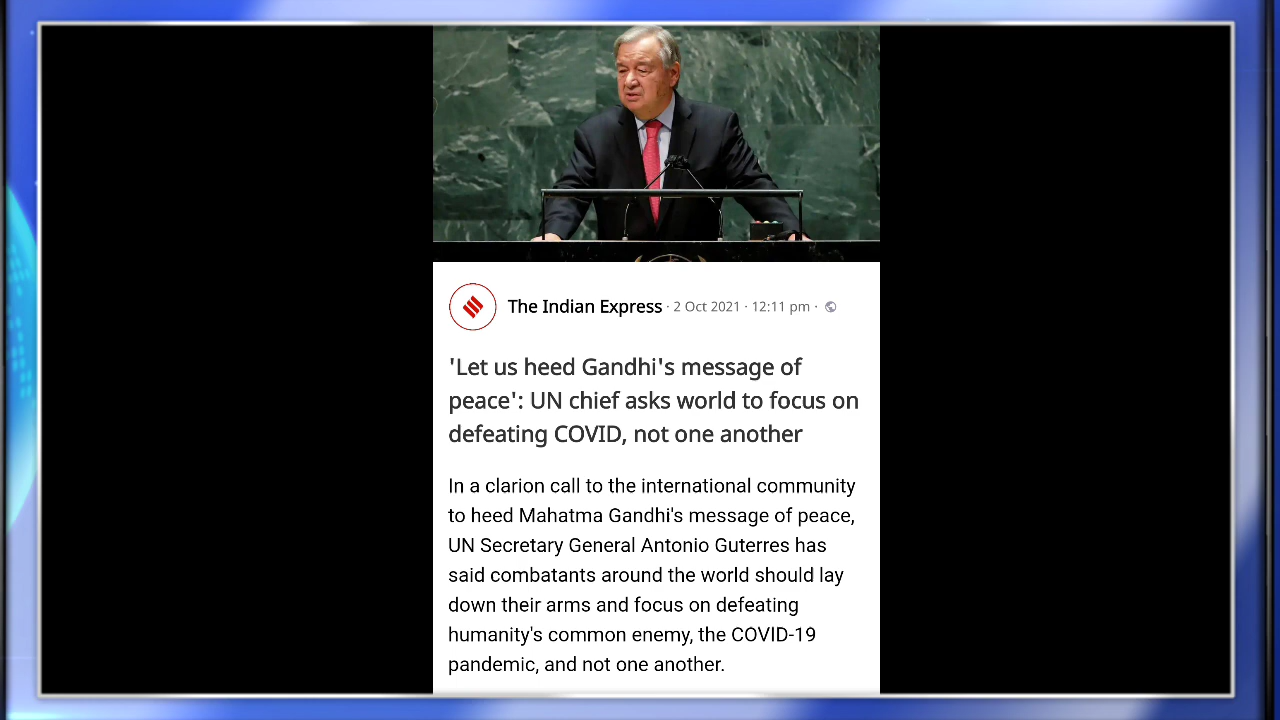 The Indian Express · 2 Oct 2021 · 12:11 pm ·
'Let us heed Gandhi's message of
peace': UN chief asks world to focus on
defeating COVID, not one another
In a clarion call to the international community
to heed Mahatma Gandhi's message of peace,
UN Secretary General Antonio Guterres has
said combatants around the world should lay
down their arms and focus on defeating
humanity's common enemy, the COVID-19
pandemic, and not one another.